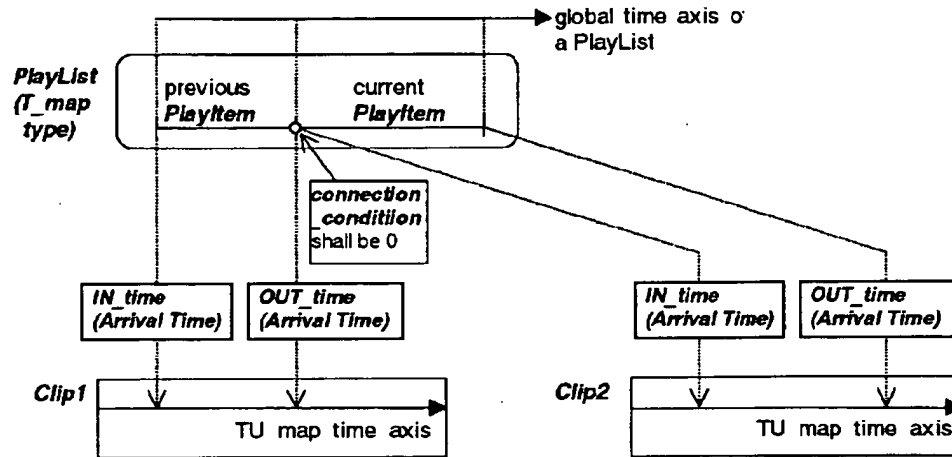 global time axis o
a PlayList
PlayList
(T_map
type)
previous
PlayItem
current
PlayItem
connection
_condition
shall be 0
IN_time
(Arrival Time)
OUT_time
(Arrival Time)
IN_time
(Arrival Time)
OUT_time
(Arrival Time)
Clip1
TU map time axis
Clip2
TU map time axis